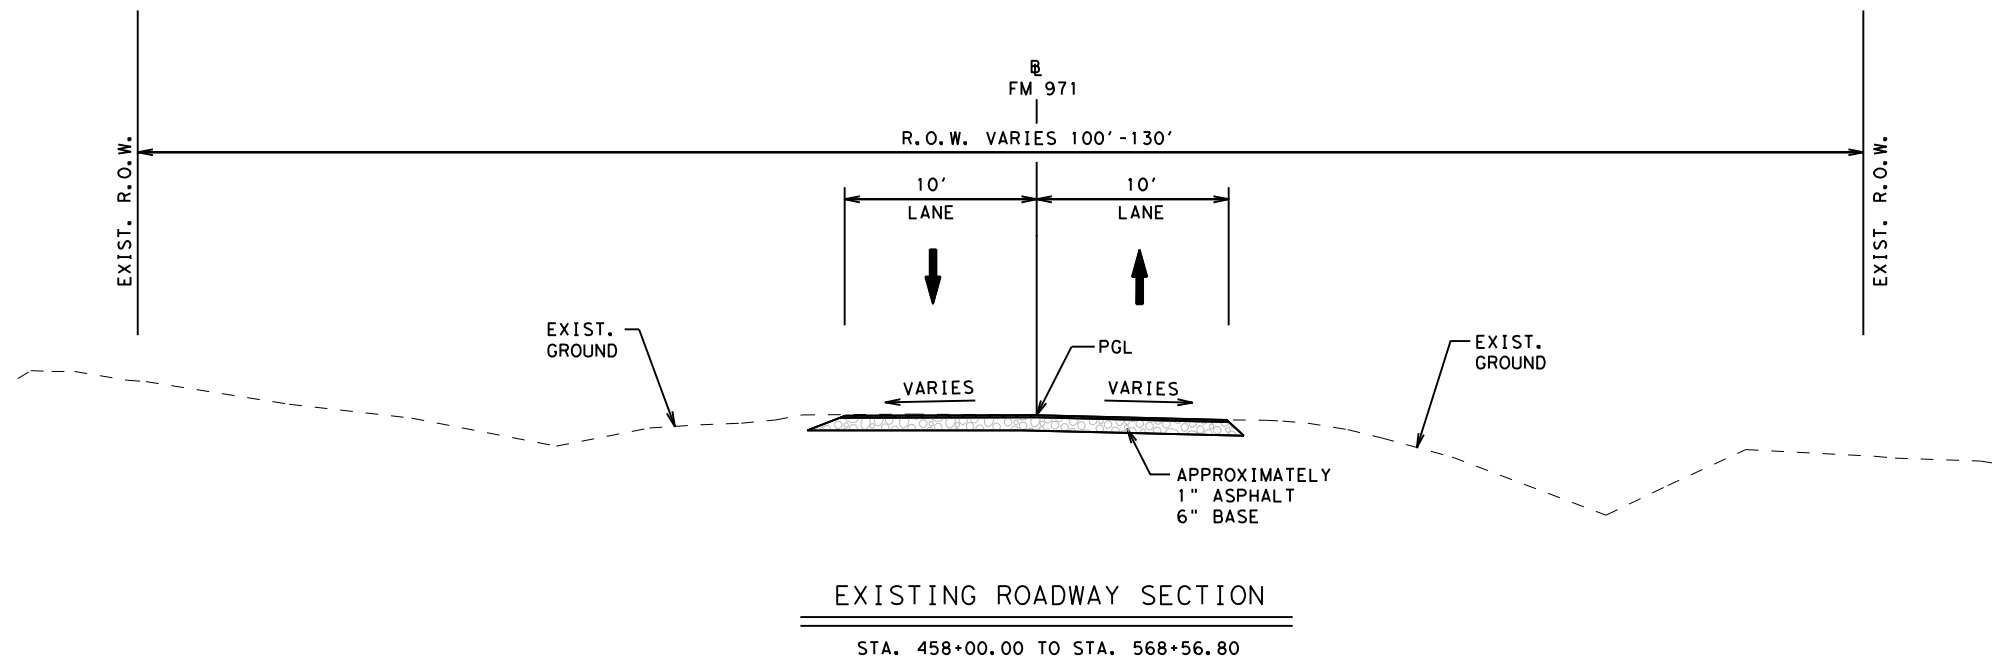 ℄
FM 971
R.O.W. VARIES 100'-130'
EXIST. R.O.W.
EXIST. R.O.W.
10'
LANE
10'
LANE
EXIST.
GROUND
PGL
EXIST.
GROUND
VARIES
VARIES
APPROXIMATELY
1" ASPHALT
6" BASE
EXISTING ROADWAY SECTION
STA. 458+00.00 TO STA. 568+56.80